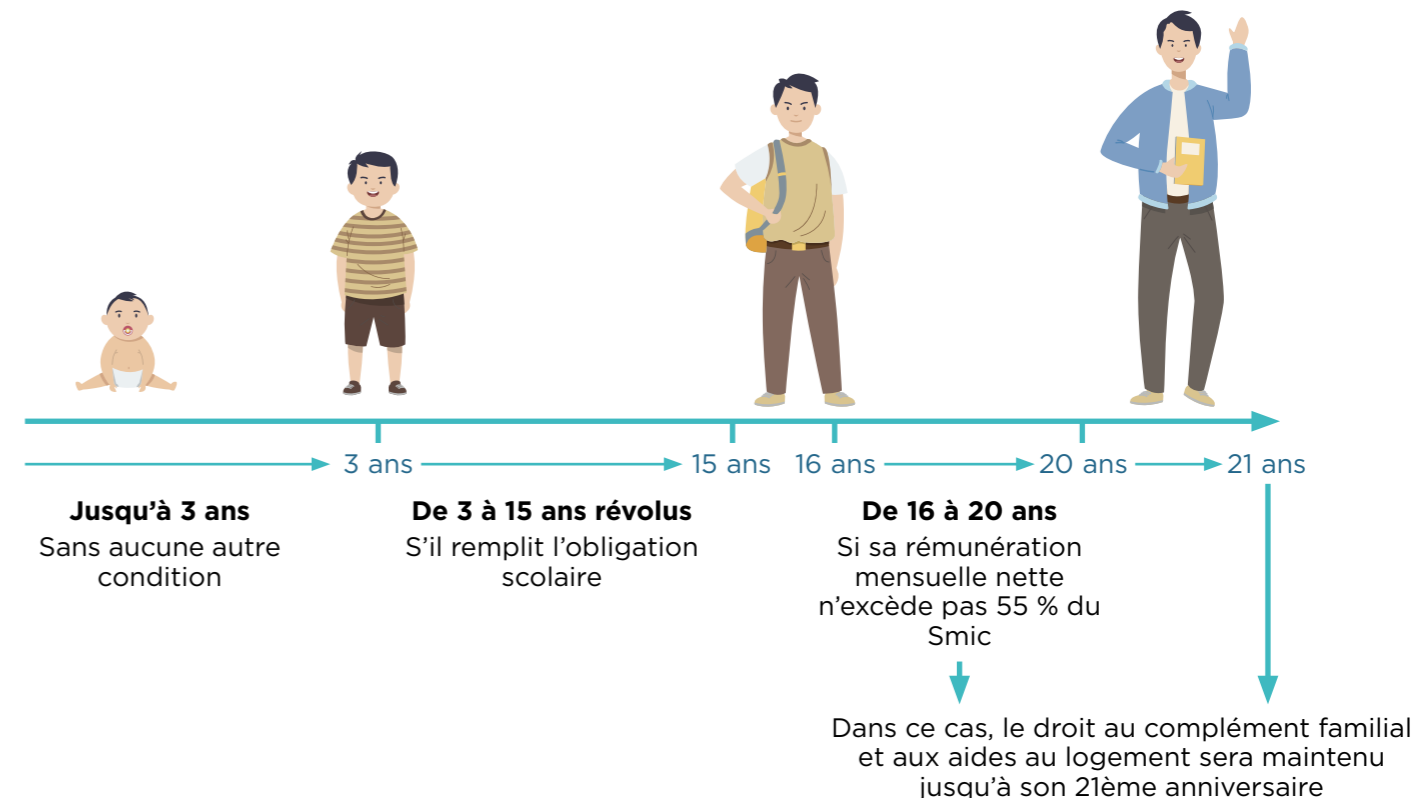 3 ans
15 ans
16 ans
20 ans
21 ans
Jusqu’à 3 ans
Sans aucune autre
condition
De 3 à 15 ans révolus
S’il remplit l’obligation
scolaire
De 16 à 20 ans
Si sa rémunération
mensuelle nette
n’excède pas 55 % du
Smic
Dans ce cas, le droit au complément familial
et aux aides au logement sera maintenu
jusqu’à son 21ème anniversaire